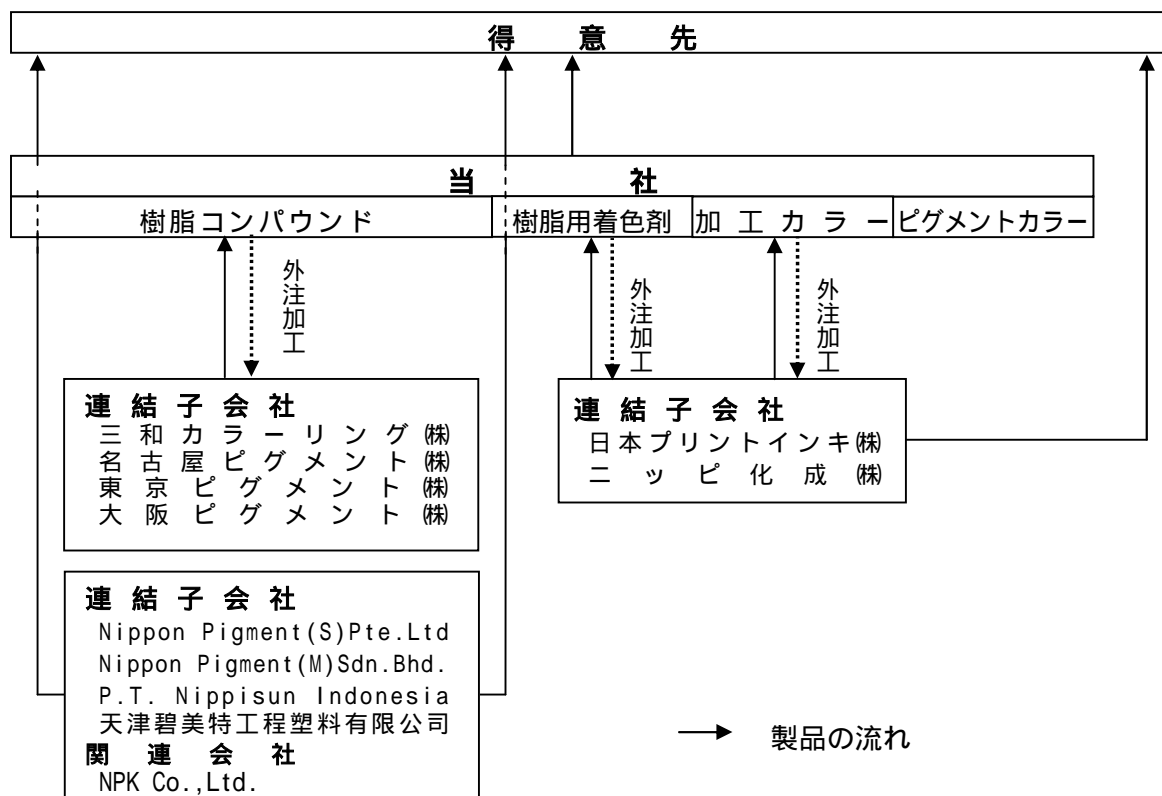 得意先
当社
樹脂コンパウンド 樹脂用着色剤 加工カラー ピグメントカラー
外注加工
外注加工
外注加工
連結子会社
三和カラーリング㈱
名古屋ピグメント㈱
東京ピグメント㈱
大阪ピグメント㈱
連結子会社
日本プリントインキ㈱
ニッピ化成㈱
連結子会社
Nippon Pigment(S)Pte.Ltd
Nippon Pigment(M)Sdn.Bhd.
P.T. Nippisun Indonesia
天津碧美特工程塑料有限公司
関連会社
NPK Co.,Ltd.
製品の流れ